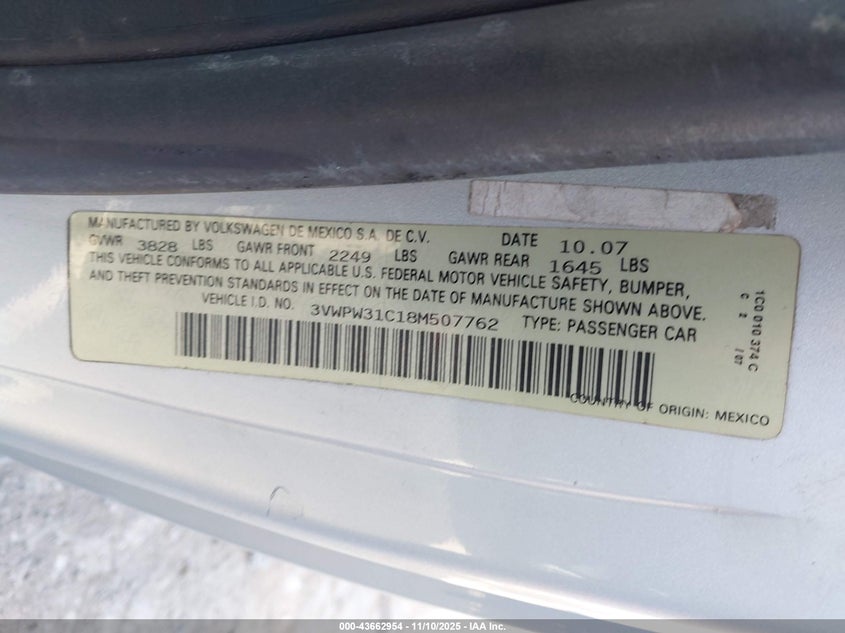 MANUFACTURED BY VOLKSWAGEN DE MEXICO S.A. DE C.V. DATE 10.07
GVWR 3828 LBS GAWR FRONT 2249 LBS GAWR REAR 1645 LBS
THIS VEHICLE CONFORMS TO ALL APPLICABLE U.S. FEDERAL MOTOR VEHICLE SAFETY, BUMPER,
AND THEFT PREVENTION STANDARDS IN EFFECT ON THE DATE OF MANUFACTURE SHOWN ABOVE.
VEHICLE I.D. NO. 3VWPW31C18M507762 TYPE: PASSENGER CAR
COUNTRY OF ORIGIN: MEXICO
1C0 010 374 C
C 2 / 07
000-43662954 - 11/10/2025 - IAA Inc.